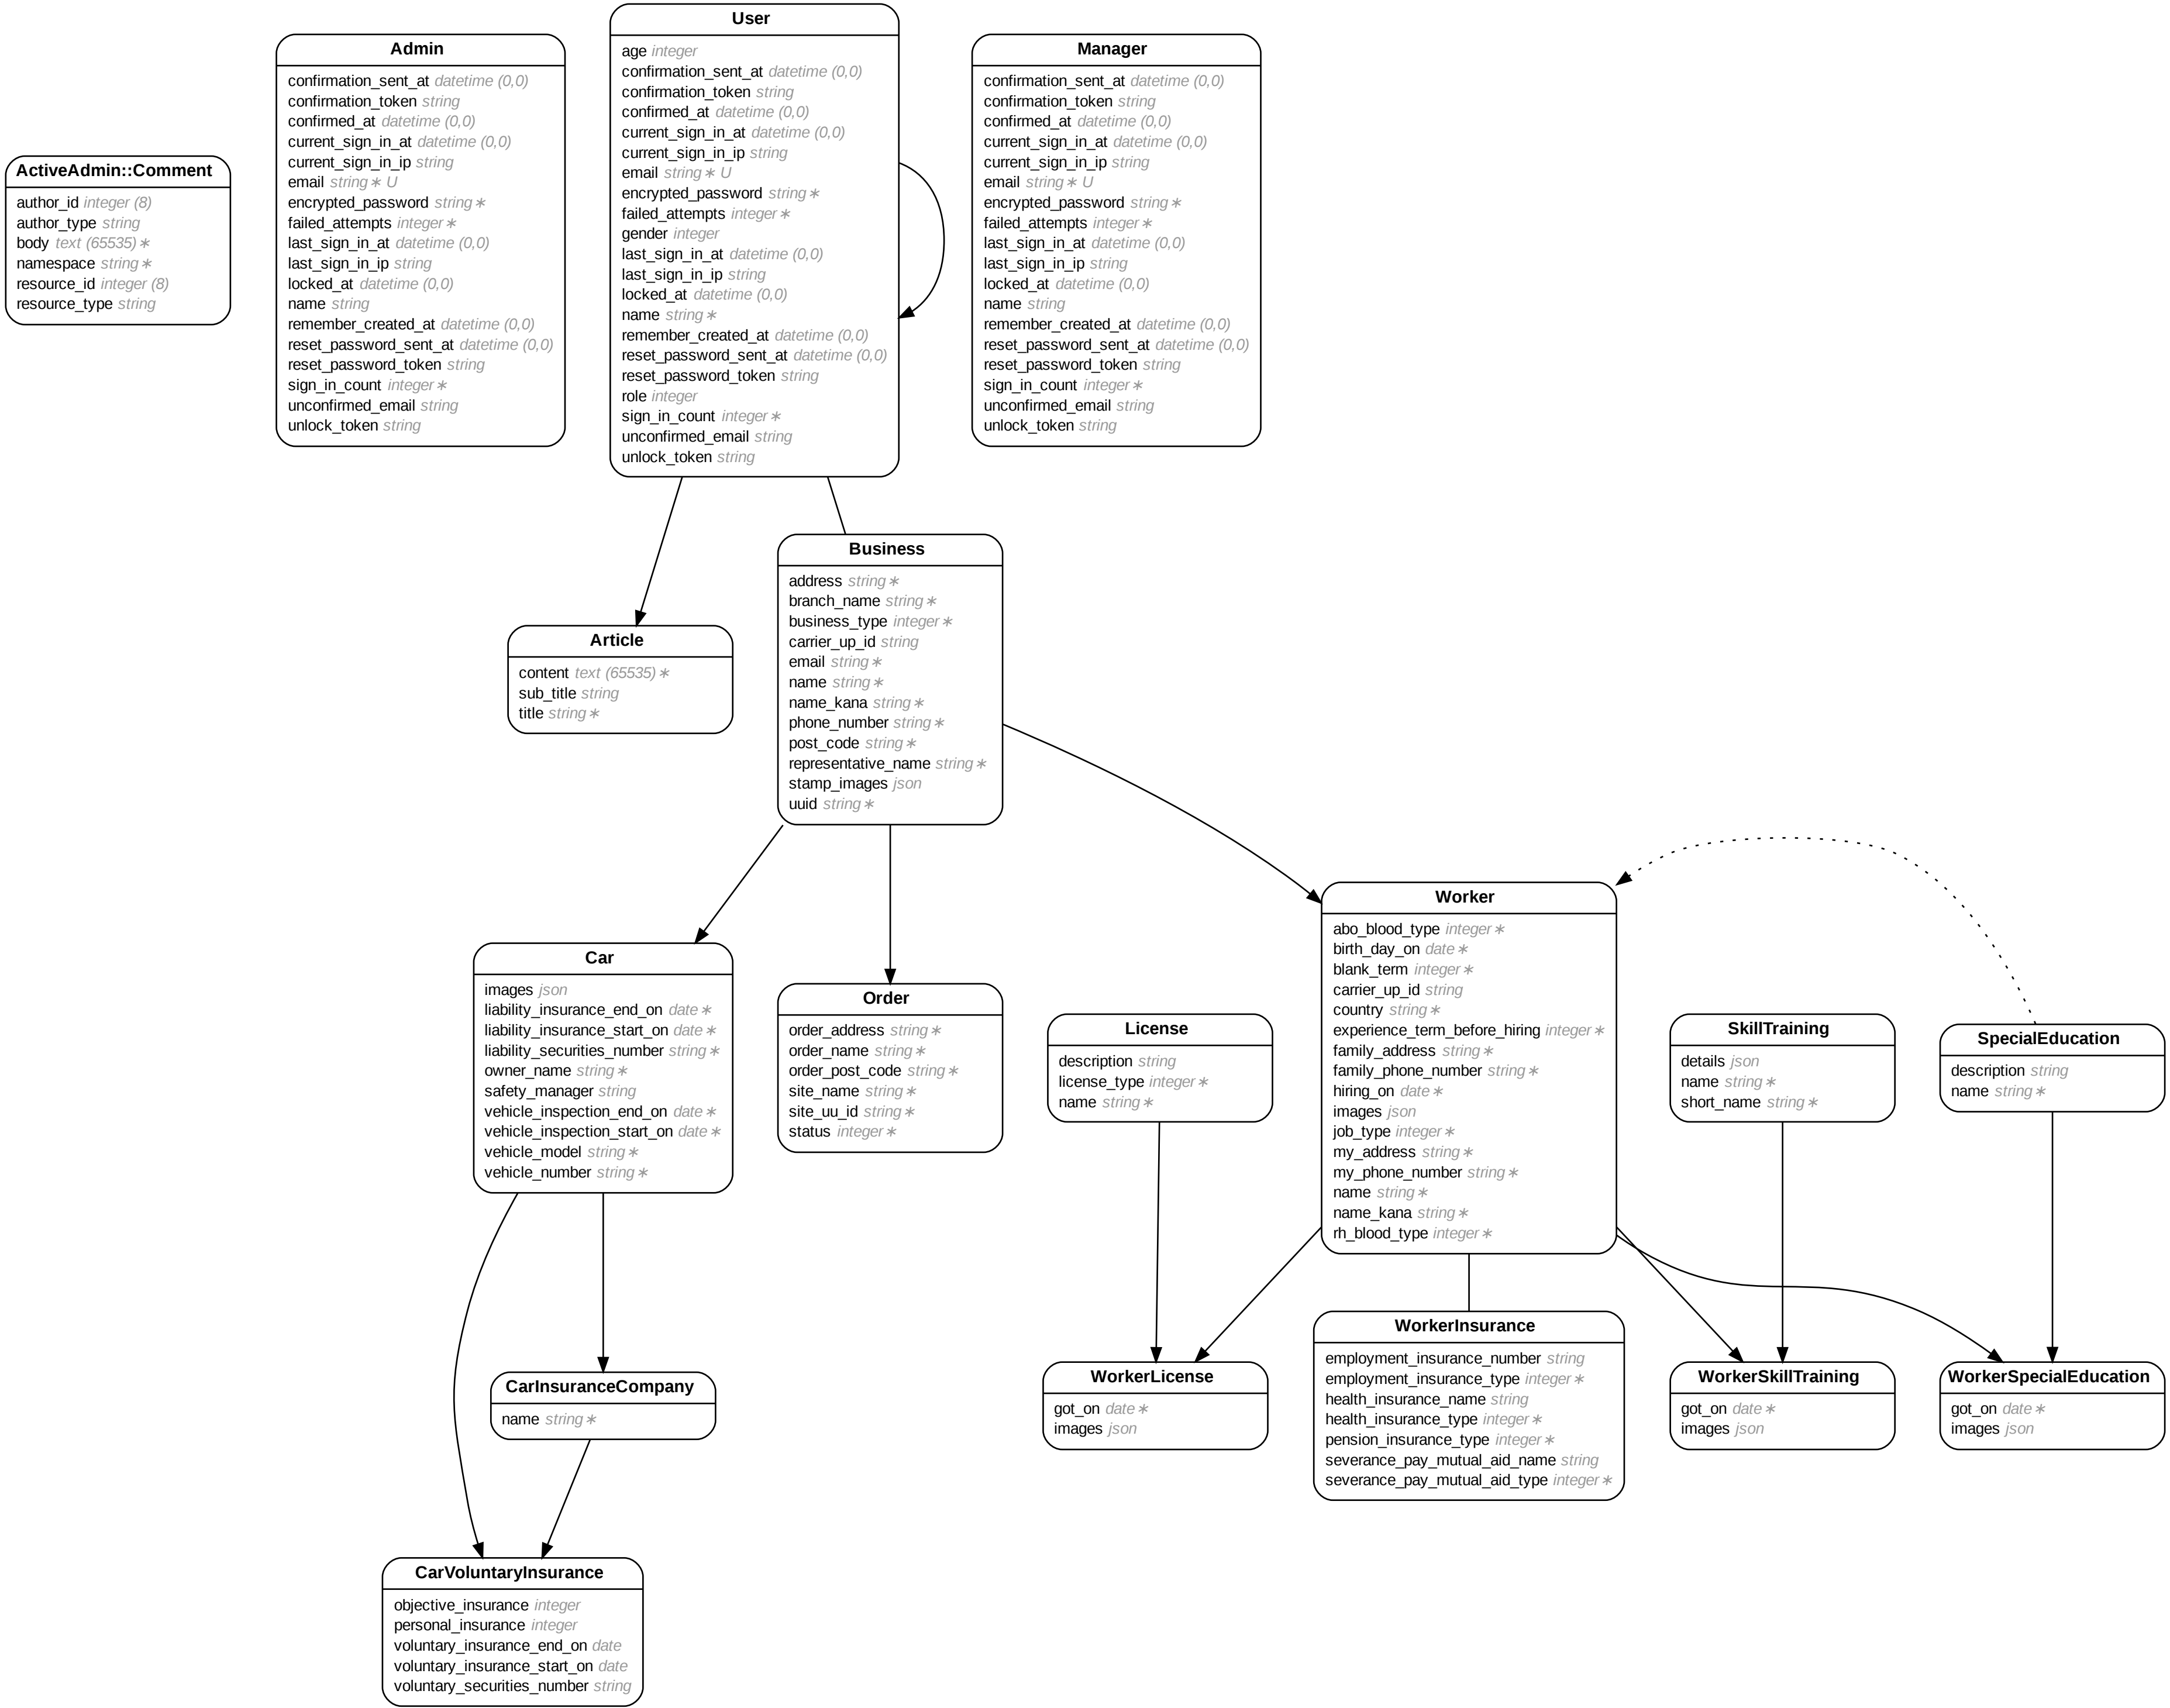 User
age integer
confirmation_sent_at datetime (0,0)
confirmation_token string
confirmed_at datetime (0,0)
current_sign_in_at datetime (0,0)
current_sign_in_ip string
email string∗ U
encrypted_password string∗
failed_attempts integer∗
gender integer
last_sign_in_at datetime (0,0)
last_sign_in_ip string
locked_at datetime (0,0)
name string∗
remember_created_at datetime (0,0)
reset_password_sent_at datetime (0,0)
reset_password_token string
role integer
sign_in_count integer∗
unconfirmed_email string
unlock_token string
Admin
confirmation_sent_at datetime (0,0)
confirmation_token string
confirmed_at datetime (0,0)
current_sign_in_at datetime (0,0)
current_sign_in_ip string
email string∗ U
encrypted_password string∗
failed_attempts integer∗
last_sign_in_at datetime (0,0)
last_sign_in_ip string
locked_at datetime (0,0)
name string
remember_created_at datetime (0,0)
reset_password_sent_at datetime (0,0)
reset_password_token string
sign_in_count integer∗
unconfirmed_email string
unlock_token string
Manager
confirmation_sent_at datetime (0,0)
confirmation_token string
confirmed_at datetime (0,0)
current_sign_in_at datetime (0,0)
current_sign_in_ip string
email string∗ U
encrypted_password string∗
failed_attempts integer∗
last_sign_in_at datetime (0,0)
last_sign_in_ip string
locked_at datetime (0,0)
name string
remember_created_at datetime (0,0)
reset_password_sent_at datetime (0,0)
reset_password_token string
sign_in_count integer∗
unconfirmed_email string
unlock_token string
ActiveAdmin::Comment
author_id integer (8)
author_type string
body text (65535)∗
namespace string∗
resource_id integer (8)
resource_type string
Business
address string∗
branch_name string∗
business_type integer∗
carrier_up_id string
email string∗
name string∗
name_kana string∗
phone_number string∗
post_code string∗
representative_name string∗
stamp_images json
uuid string∗
Article
content text (65535)∗
sub_title string
title string∗
Worker
abo_blood_type integer∗
birth_day_on date∗
blank_term integer∗
carrier_up_id string
country string∗
experience_term_before_hiring integer∗
family_address string∗
family_phone_number string∗
hiring_on date∗
images json
job_type integer∗
my_address string∗
my_phone_number string∗
name string∗
name_kana string∗
rh_blood_type integer∗
Car
images json
liability_insurance_end_on date∗
liability_insurance_start_on date∗
liability_securities_number string∗
owner_name string∗
safety_manager string
vehicle_inspection_end_on date∗
vehicle_inspection_start_on date∗
vehicle_model string∗
vehicle_number string∗
Order
order_address string∗
order_name string∗
order_post_code string∗
site_name string∗
site_uu_id string∗
status integer∗
License
description string
license_type integer∗
name string∗
SkillTraining
details json
name string∗
short_name string∗
SpecialEducation
description string
name string∗
WorkerInsurance
employment_insurance_number string
employment_insurance_type integer∗
health_insurance_name string
health_insurance_type integer∗
pension_insurance_type integer∗
severance_pay_mutual_aid_name string
severance_pay_mutual_aid_type integer∗
WorkerLicense
got_on date∗
images json
WorkerSkillTraining
got_on date∗
images json
WorkerSpecialEducation
got_on date∗
images json
CarInsuranceCompany
name string∗
CarVoluntaryInsurance
objective_insurance integer
personal_insurance integer
voluntary_insurance_end_on date
voluntary_insurance_start_on date
voluntary_securities_number string